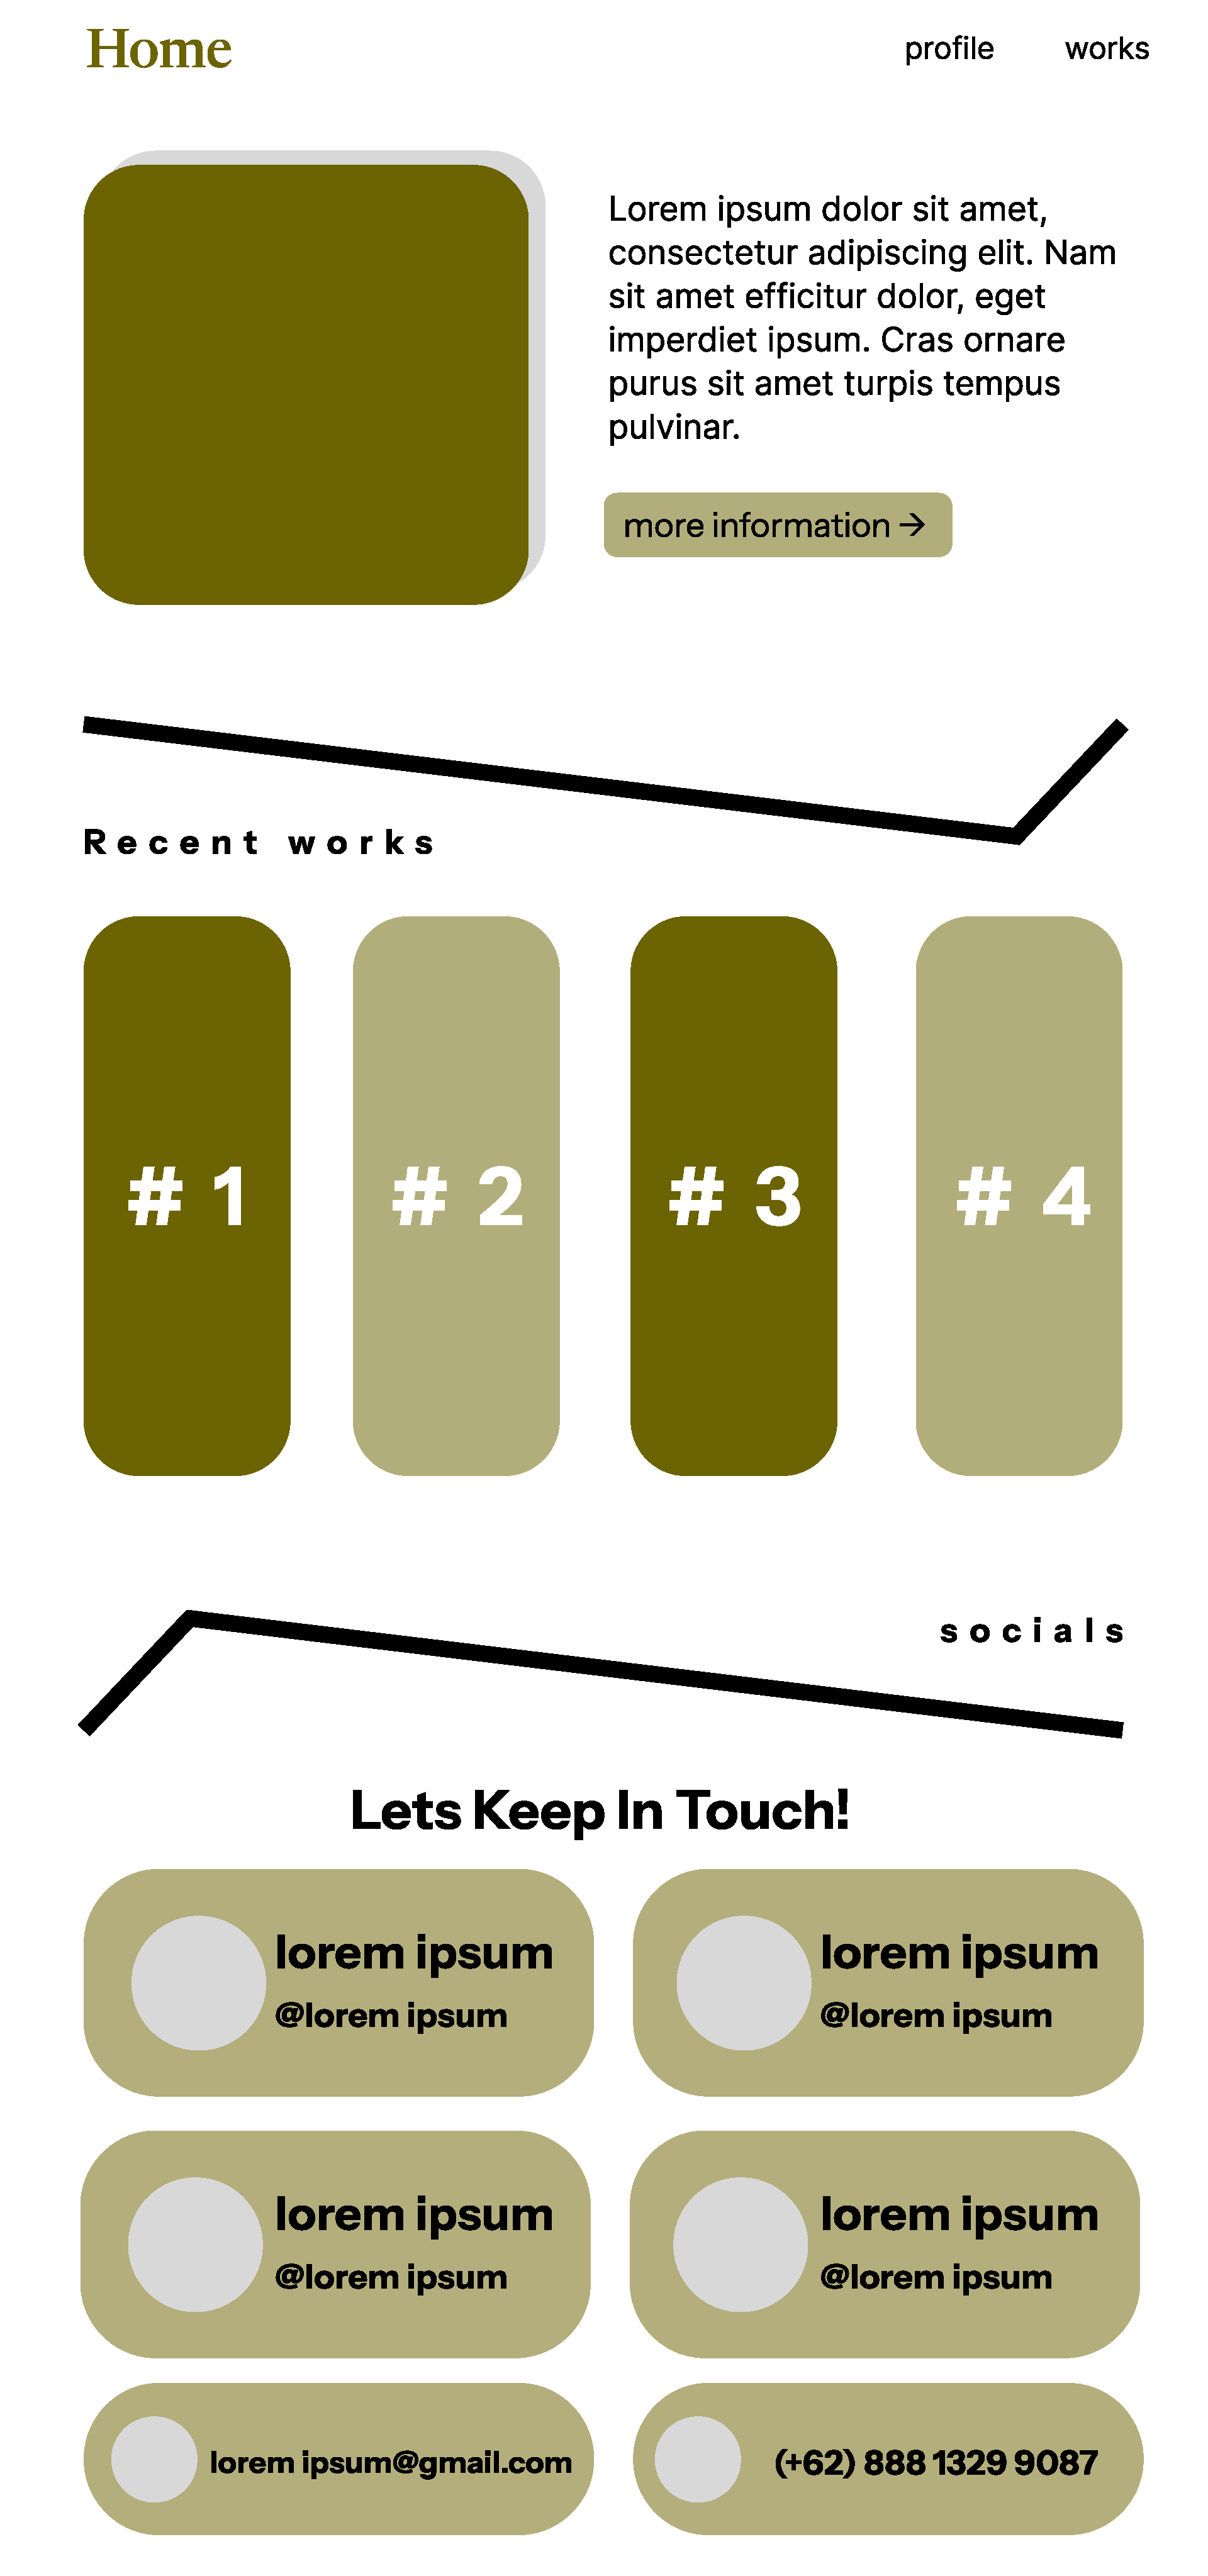 Home
profile works
Lorem ipsum dolor sit amet,
consectetur adipiscing elit. Nam
sit amet efficitur dolor, eget
imperdiet ipsum. Cras ornare
purus sit amet turpis tempus
pulvinar.
more information →
Recent works
# 1
# 2
# 3
# 4
socials
Lets Keep In Touch!
lorem ipsum
@lorem ipsum
lorem ipsum
@lorem ipsum
lorem ipsum
@lorem ipsum
lorem ipsum
@lorem ipsum
lorem ipsum@gmail.com
(+62) 888 1329 9087